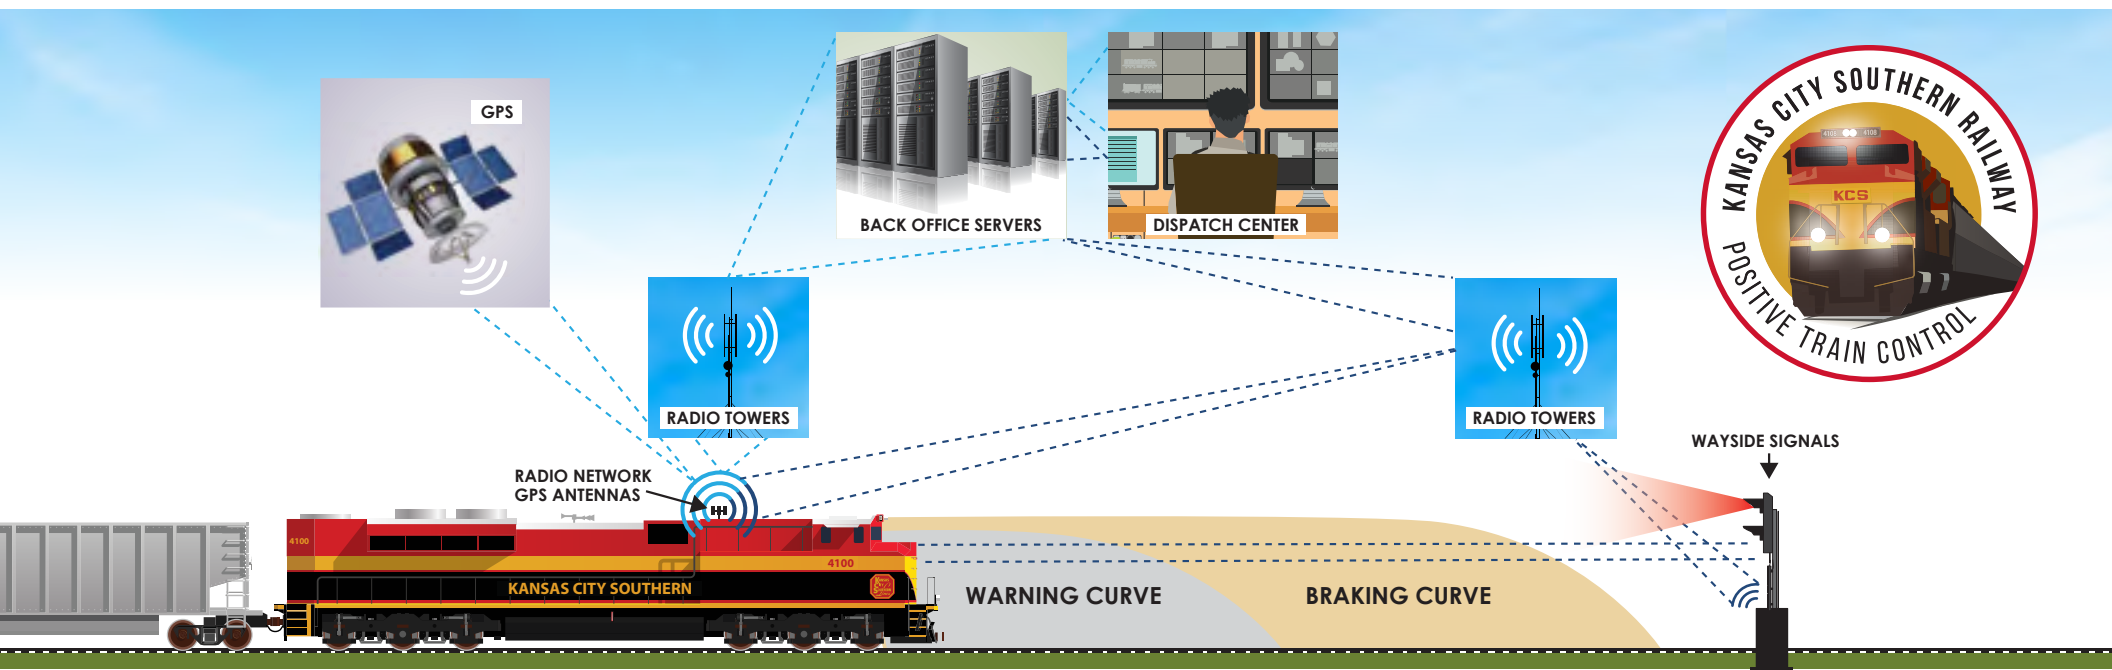 GPS
BACK OFFICE SERVERS
DISPATCH CENTER
KANSAS CITY SOUTHERN RAILWAY
POSITIVE TRAIN CONTROL
4100
KCS
RADIO TOWERS
RADIO TOWERS
WAYSIDE SIGNALS
RADIO NETWORK
GPS ANTENNAS
4100
4100
KANSAS CITY SOUTHERN
WARNING CURVE
BRAKING CURVE